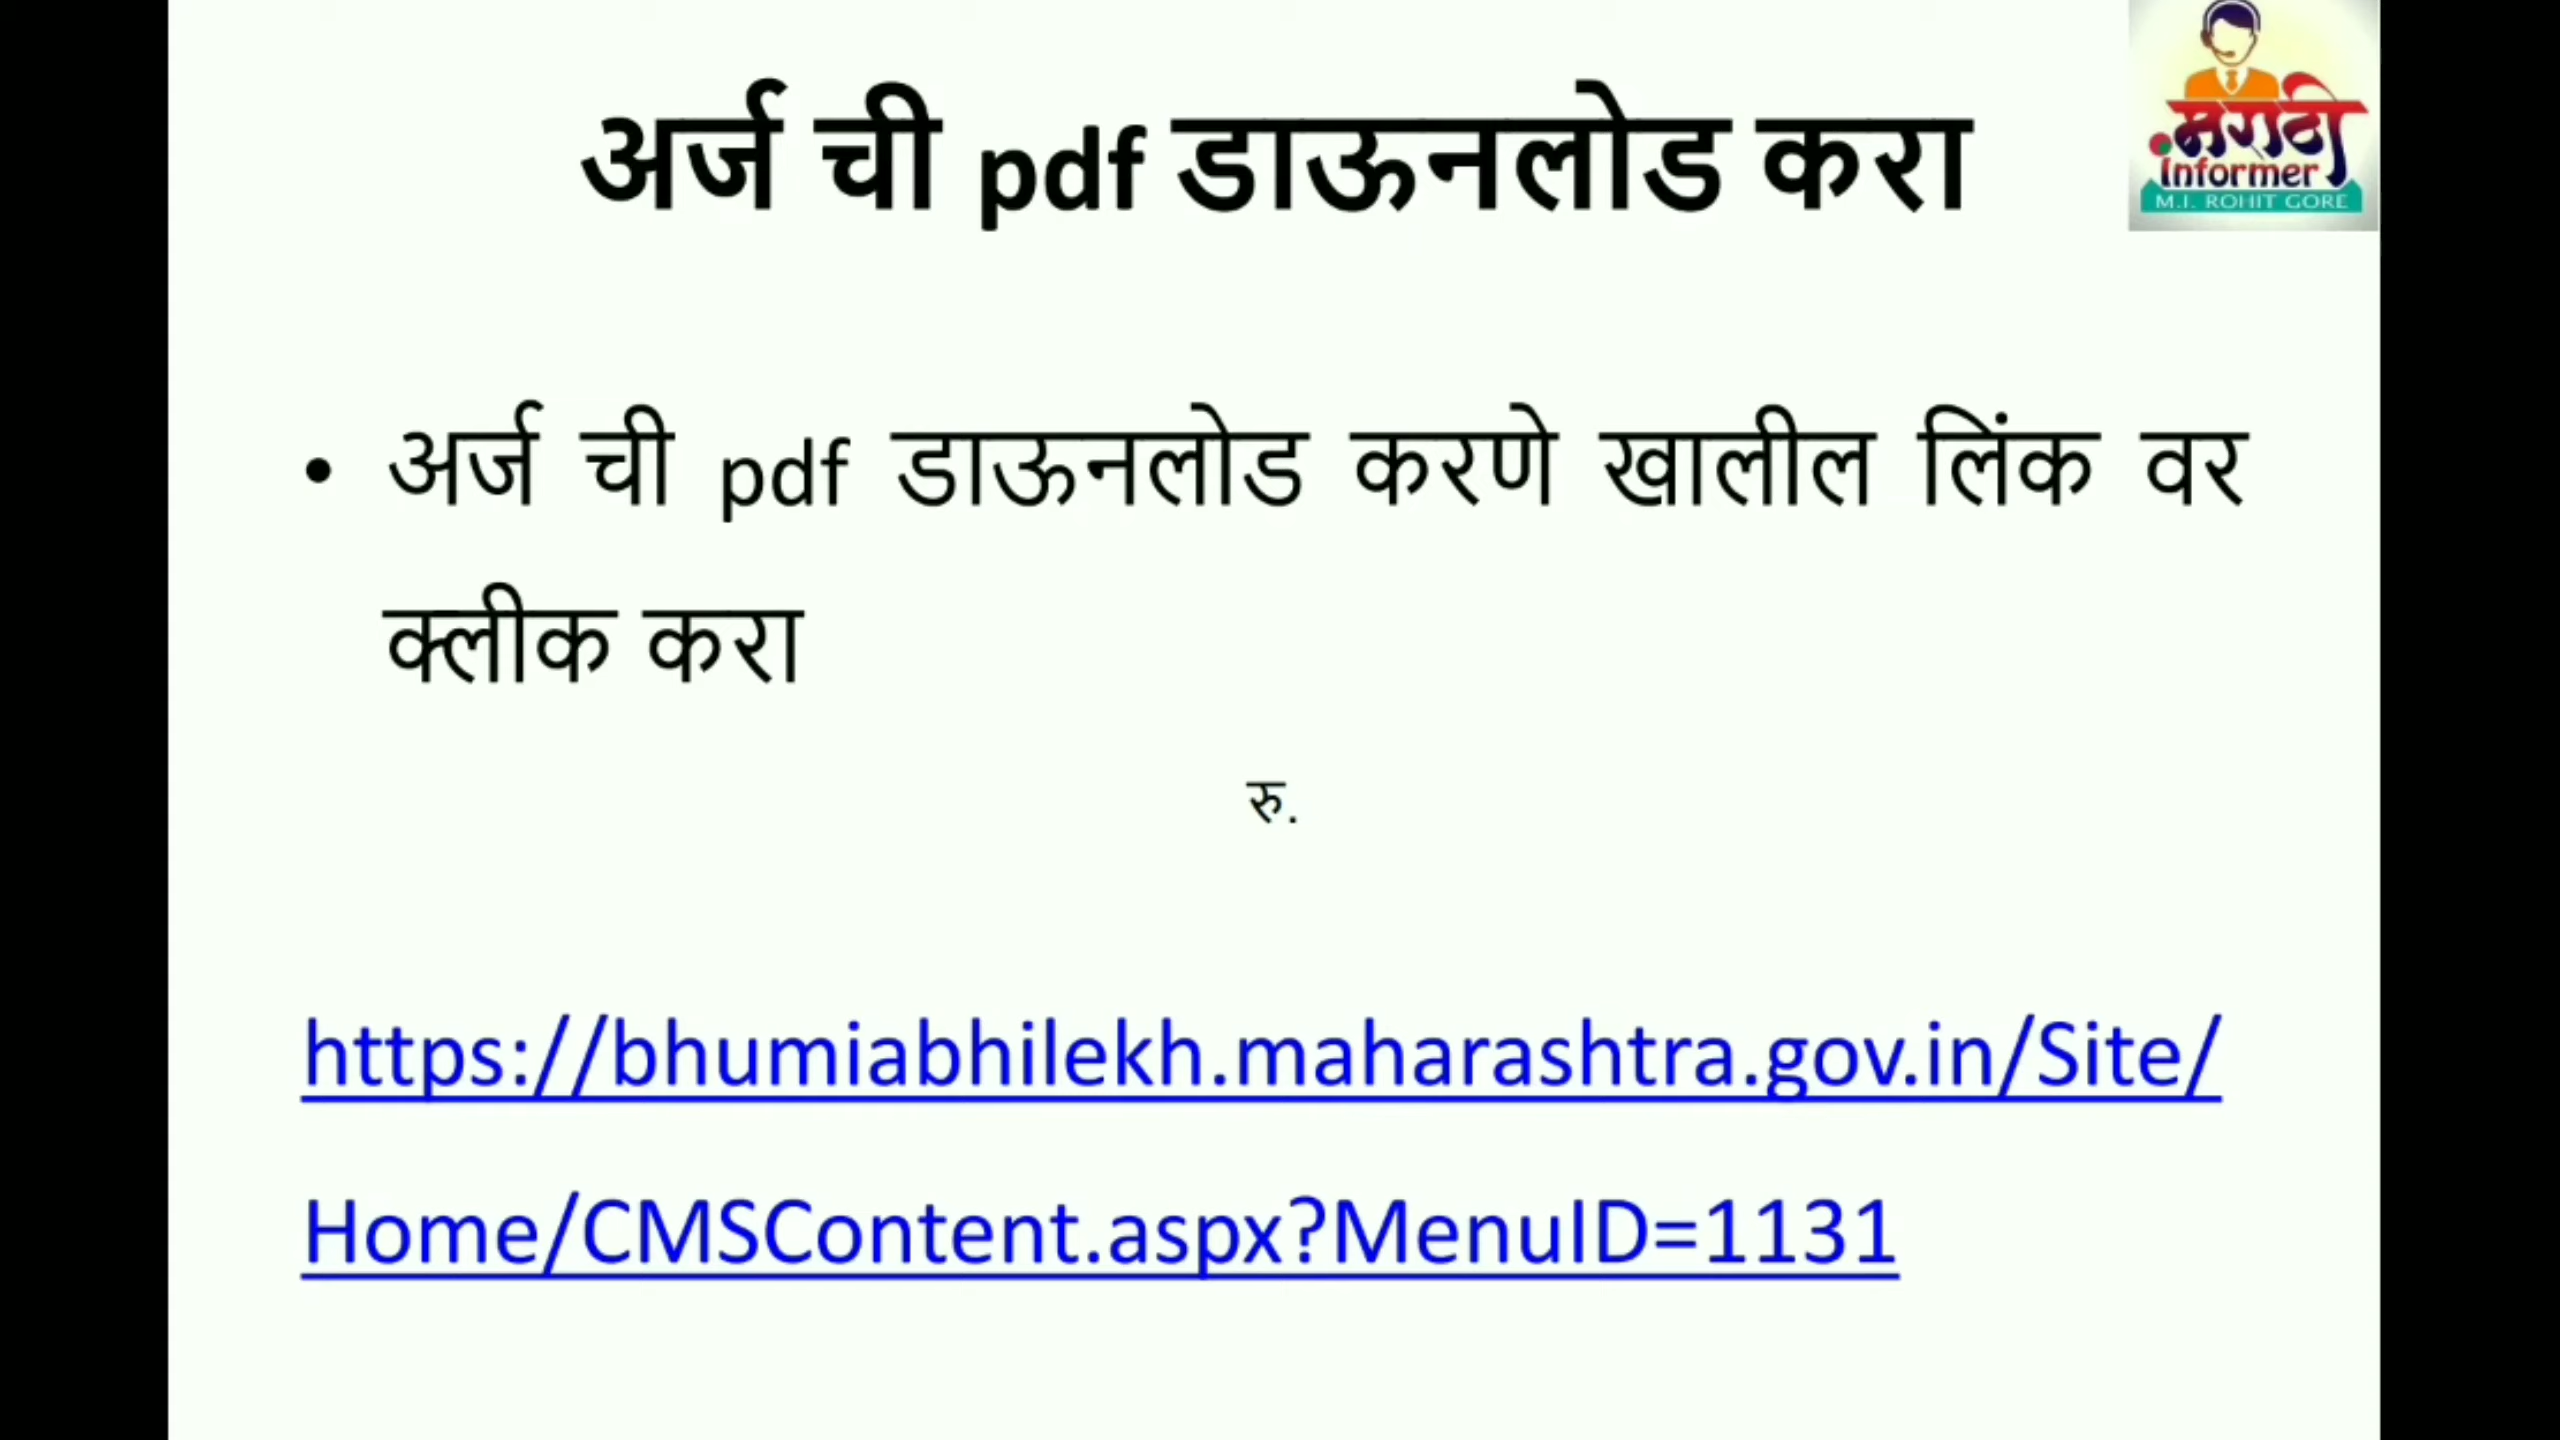 अर्ज ची pdf डाऊनलोड करा
मराठी
informer
M.I. ROHIT GORE
• अर्ज ची pdf डाऊनलोड करणे खालील लिंक वर
क्लीक करा
रु.
https://bhumiabhilekh.maharashtra.gov.in/Site/
Home/CMSContent.aspx?MenuID=1131